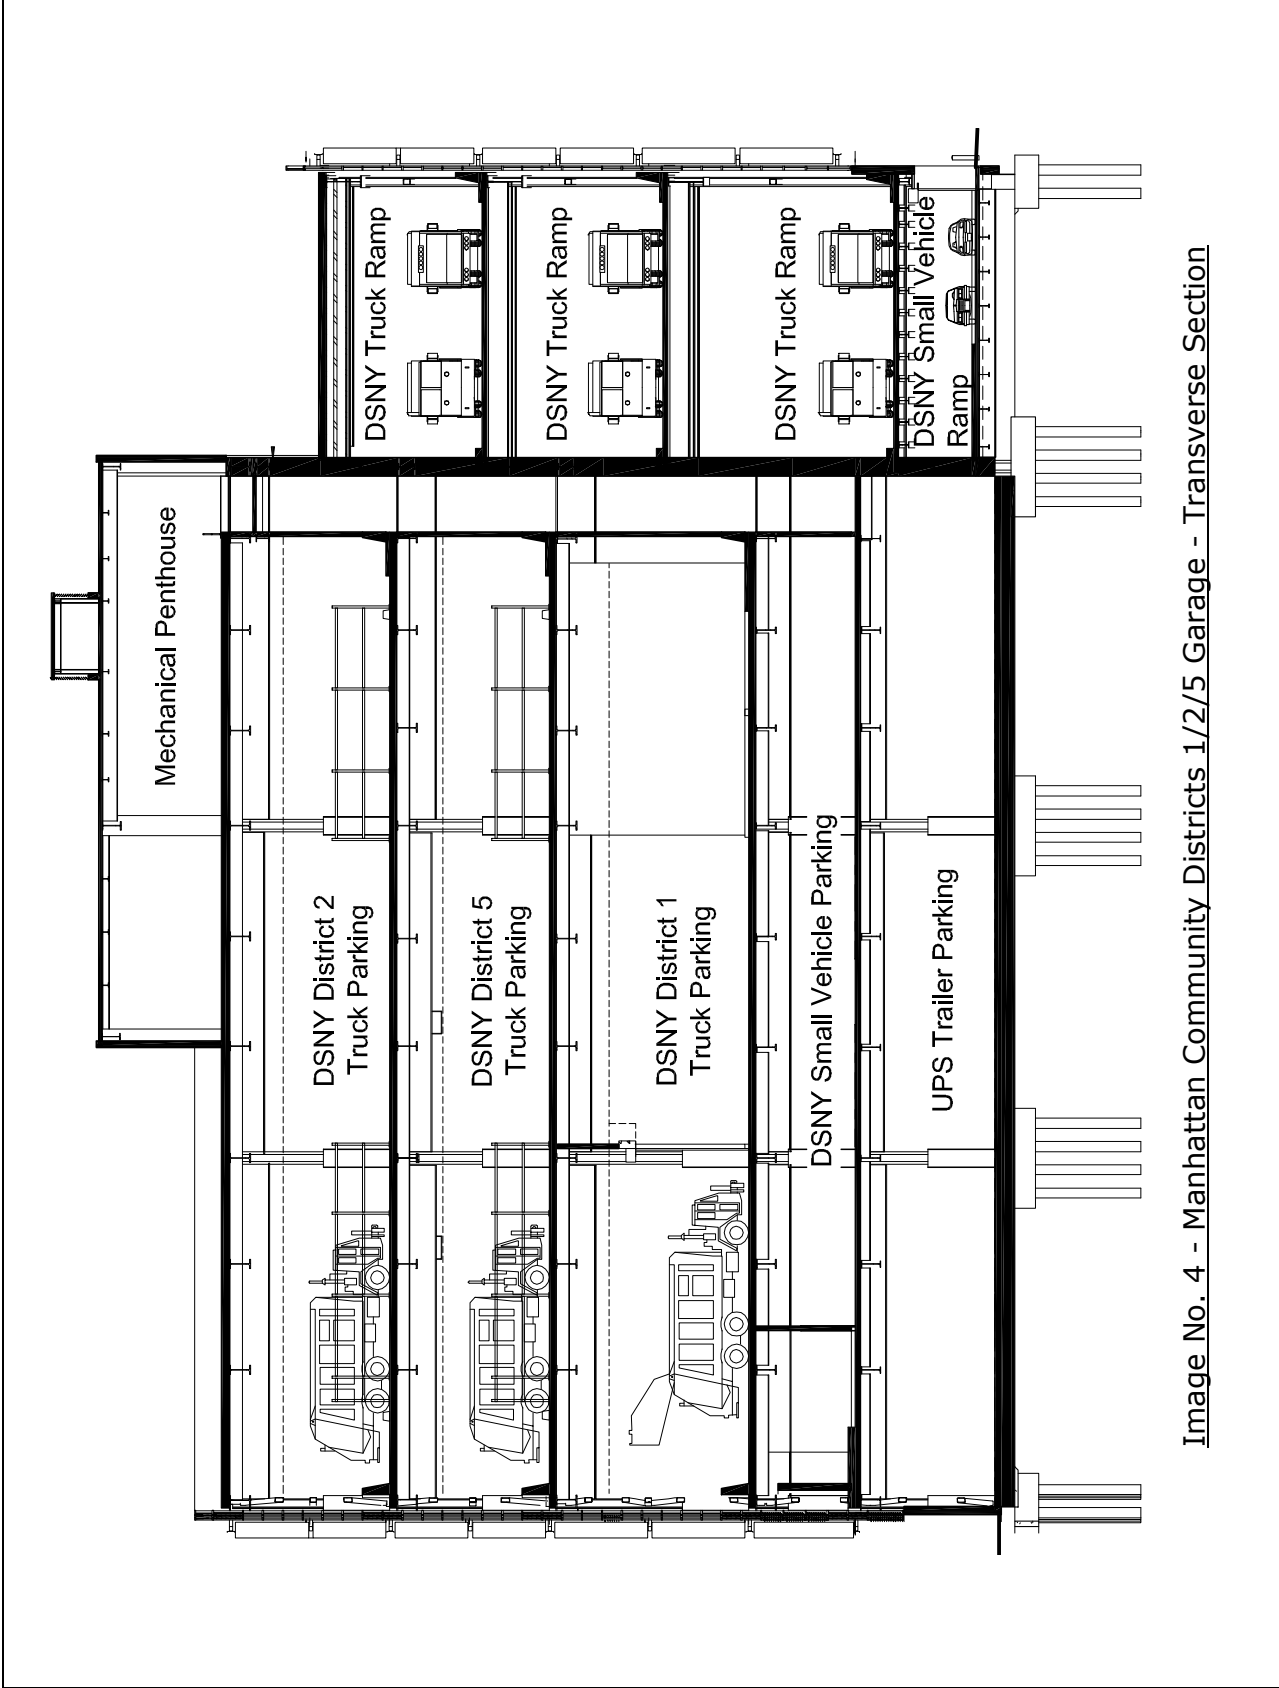 Mechanical Penthouse
DSNY District 2
Truck Parking
DSNY Truck Ramp
DSNY District 5
Truck Parking
DSNY Truck Ramp
DSNY District 1
Truck Parking
DSNY Truck Ramp
DSNY Small Vehicle Parking
DSNY Small Vehicle
Ramp
UPS Trailer Parking
Image No. 4 - Manhattan Community Districts 1/2/5 Garage - Transverse Section